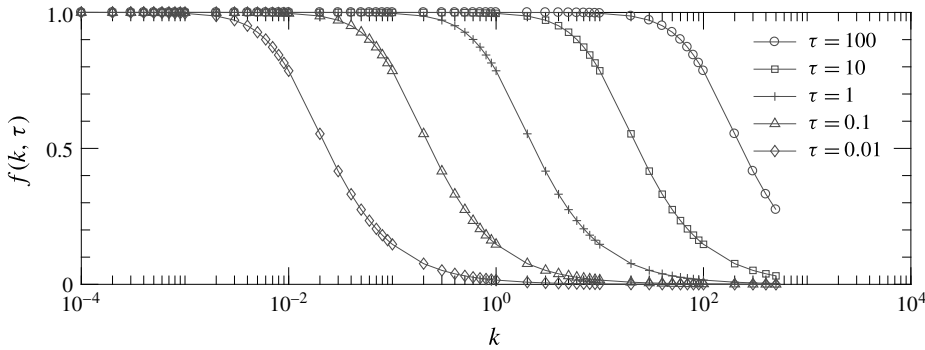 1.0
0.5
0
f(k, τ)
10⁻⁴
10⁻²
10⁰
10²
10⁴
k
τ = 100
τ = 10
τ = 1
τ = 0.1
τ = 0.01